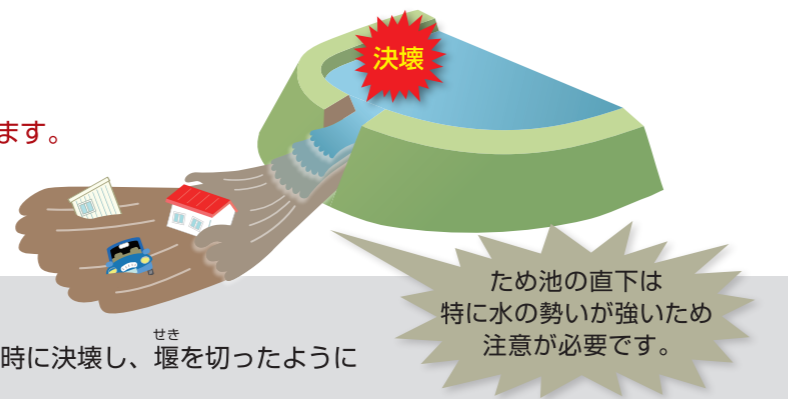 決壊
ます。
ため池の直下は
特に水の勢いが強いため
注意が必要です。
せき
時に決壊し、堰を切ったように